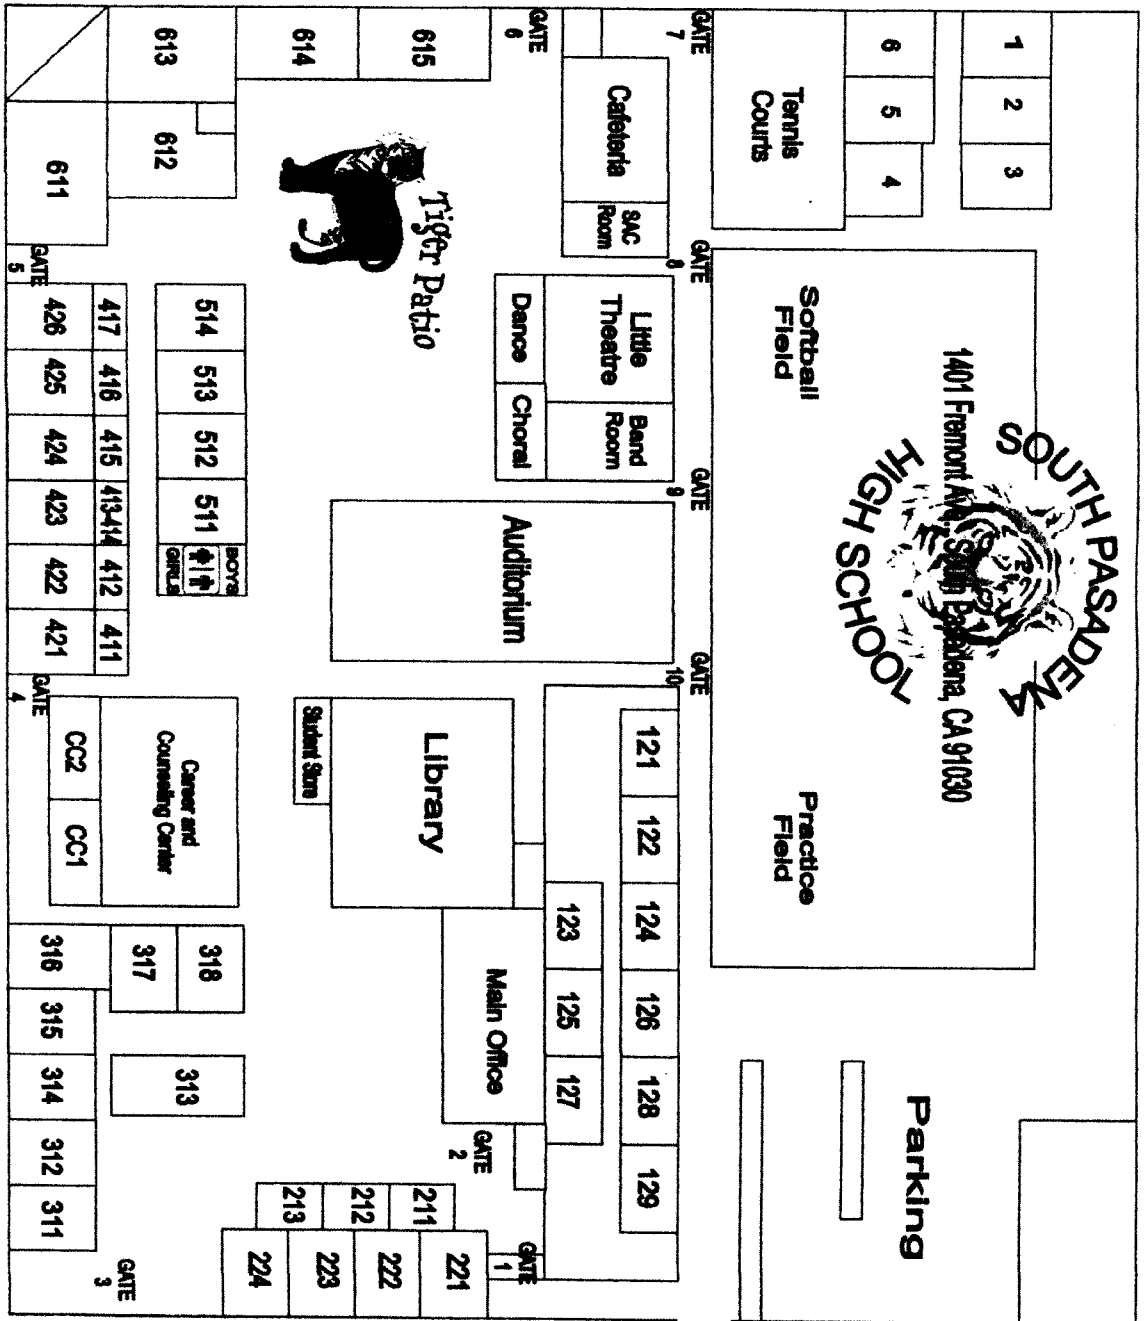 SOUTH PASADENA
HIGH SCHOOL
1401 Fremont Ave., South Pasadena, CA 91030
1
2
3
6
5
4
Parking
Tennis
Courts
Softball
Field
Practice
Field
GATE
7
GATE
8
GATE
9
GATE
10
GATE
6
Cafeteria
SAC
Room
Little
Theatre
Band
Room
Dance
Choral
Auditorium
121
122
124
126
128
129
123
125
127
Library
Student Store
Main Office
GATE
2
GATE
1
615
614
613
612
611
Tiger Patio
211
212
213
221
222
223
224
514
513
512
511
BOYS
GIRLS
Career and
Counseling Center
CC2
CC1
318
317
316
313
GATE
5
417
416
415
413-414
412
411
426
425
424
423
422
421
GATE
4
315
314
312
311
GATE
3